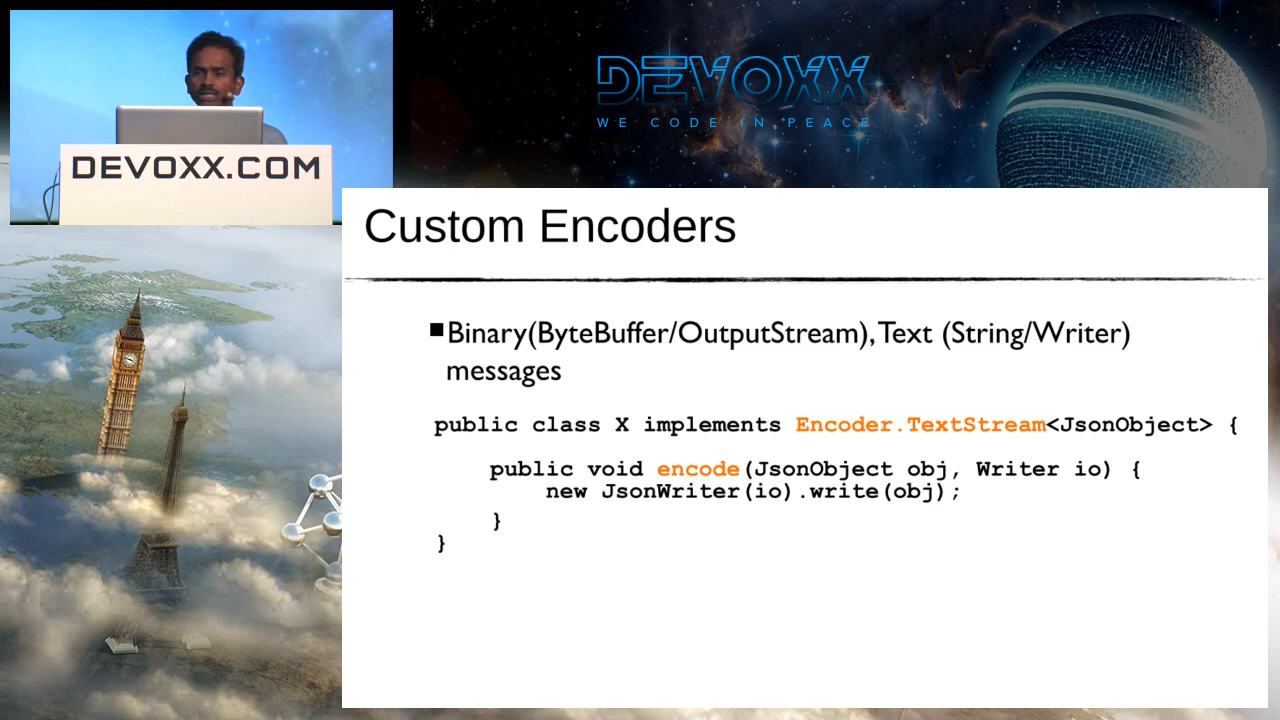 DEVOXX
WE CODE IN PEACE
DEVOXX.COM
Custom Encoders
Binary(ByteBuffer/OutputStream), Text (String/Writer)
messages
public class X implements Encoder.TextStream<JsonObject> {
public void encode(JsonObject obj, Writer io) {
new JsonWriter(io).write(obj);
}
}